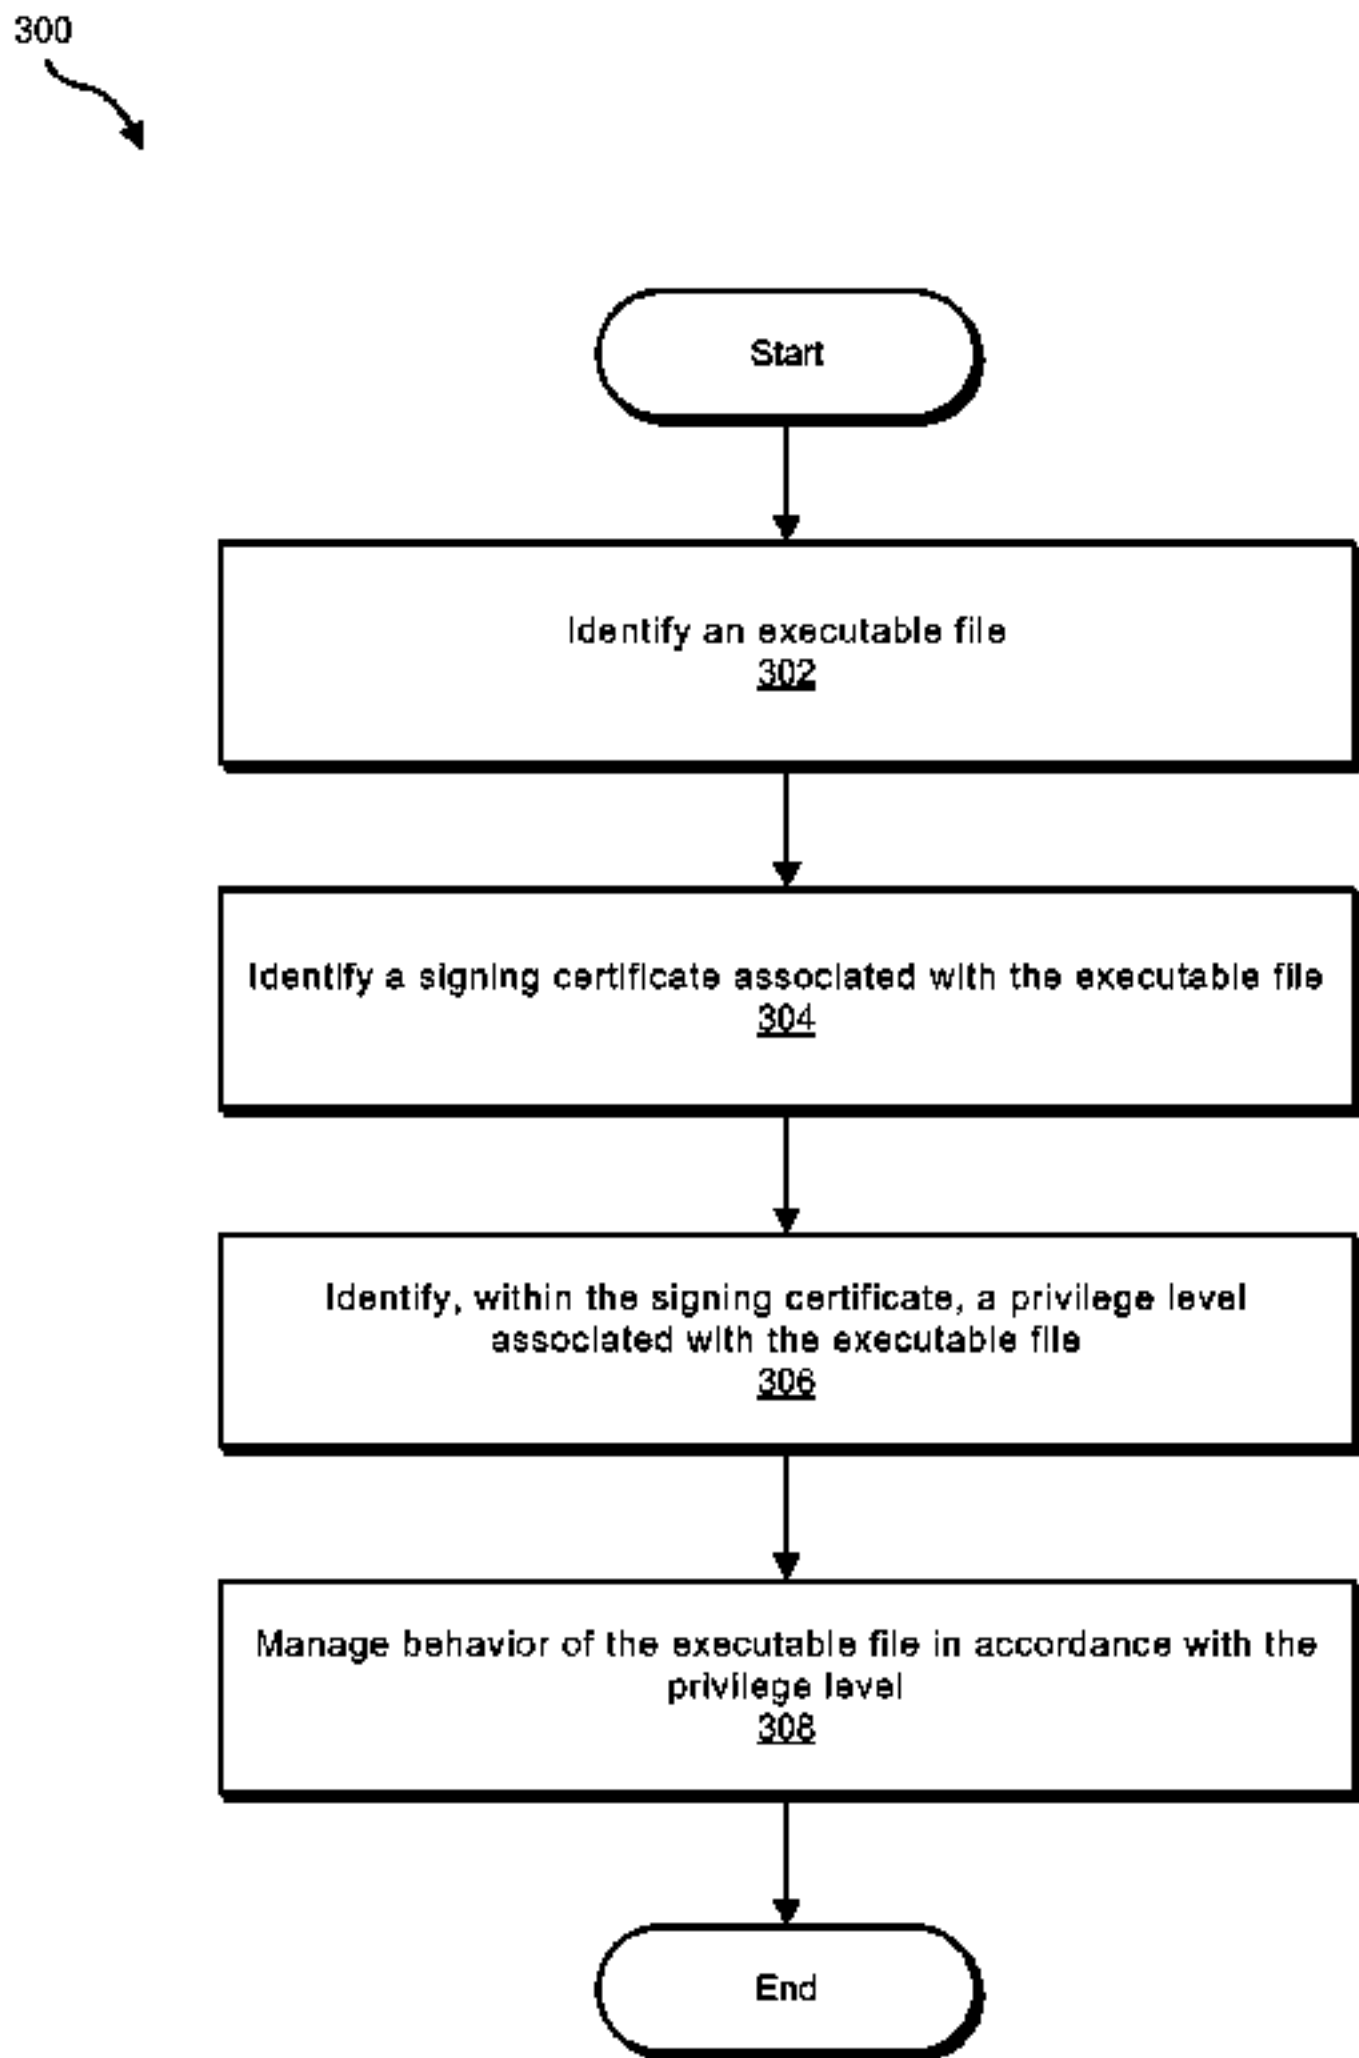 300
Start
Identify an executable file
302
Identify a signing certificate associated with the executable file
304
Identify, within the signing certificate, a privilege level
associated with the executable file
306
Manage behavior of the executable file in accordance with the
privilege level
308
End